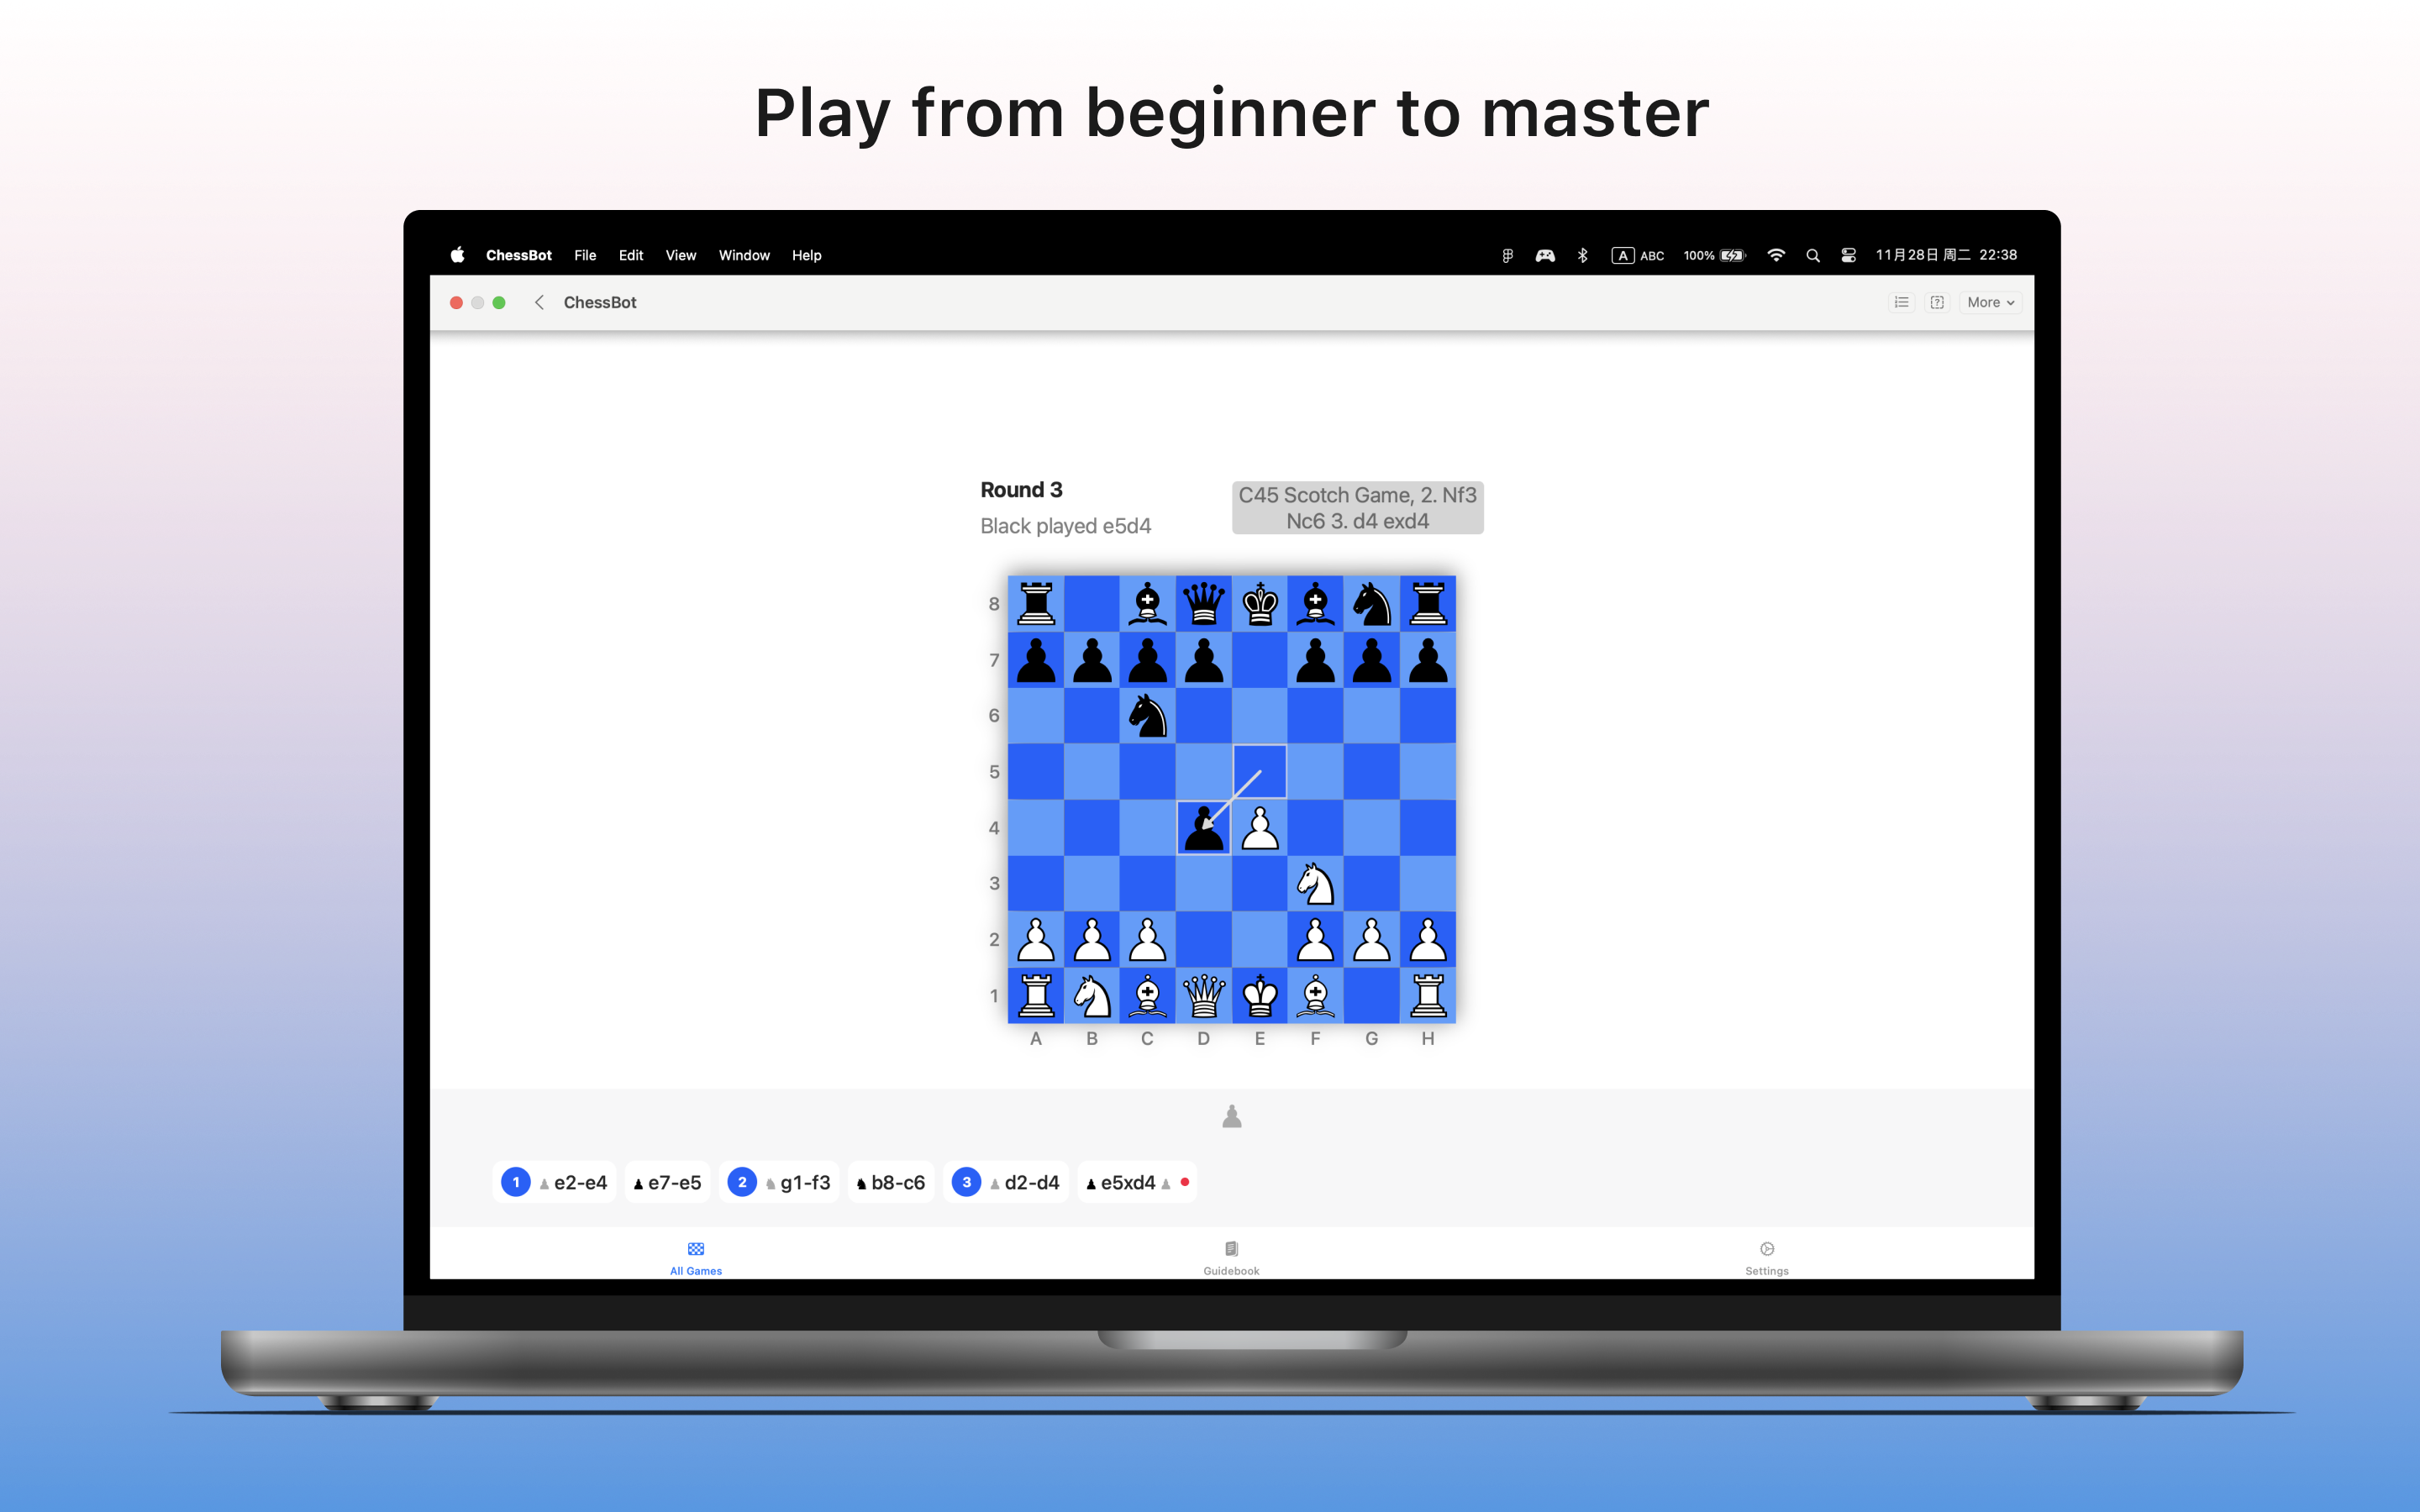 Play from beginner to master
ChessBot File Edit View Window Help A ABC 100% 11月28日 周二 22:38
ChessBot More
Round 3
Black played e5d4
C45 Scotch Game, 2. Nf3
Nc6 3. d4 exd4
8
7
6
5
4
3
2
1
A B C D E F G H
1 e2-e4 e7-e5 2 g1-f3 b8-c6 3 d2-d4 e5xd4
All Games Guidebook Settings